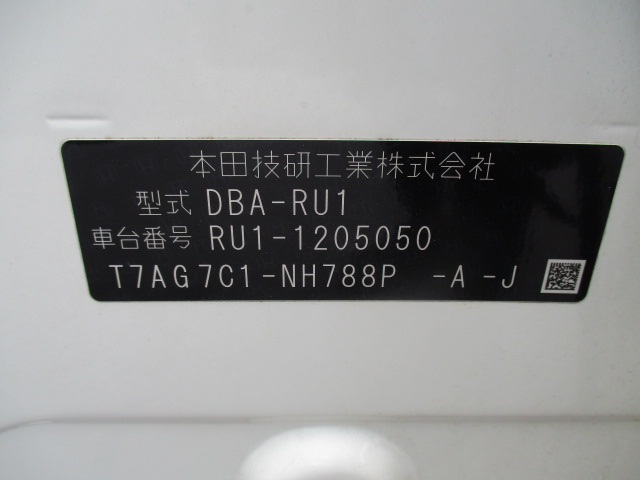 本田技研工業株式会社
型式 DBA-RU1
車台番号 RU1-1205050
T7AG7C1-NH788P -A-J